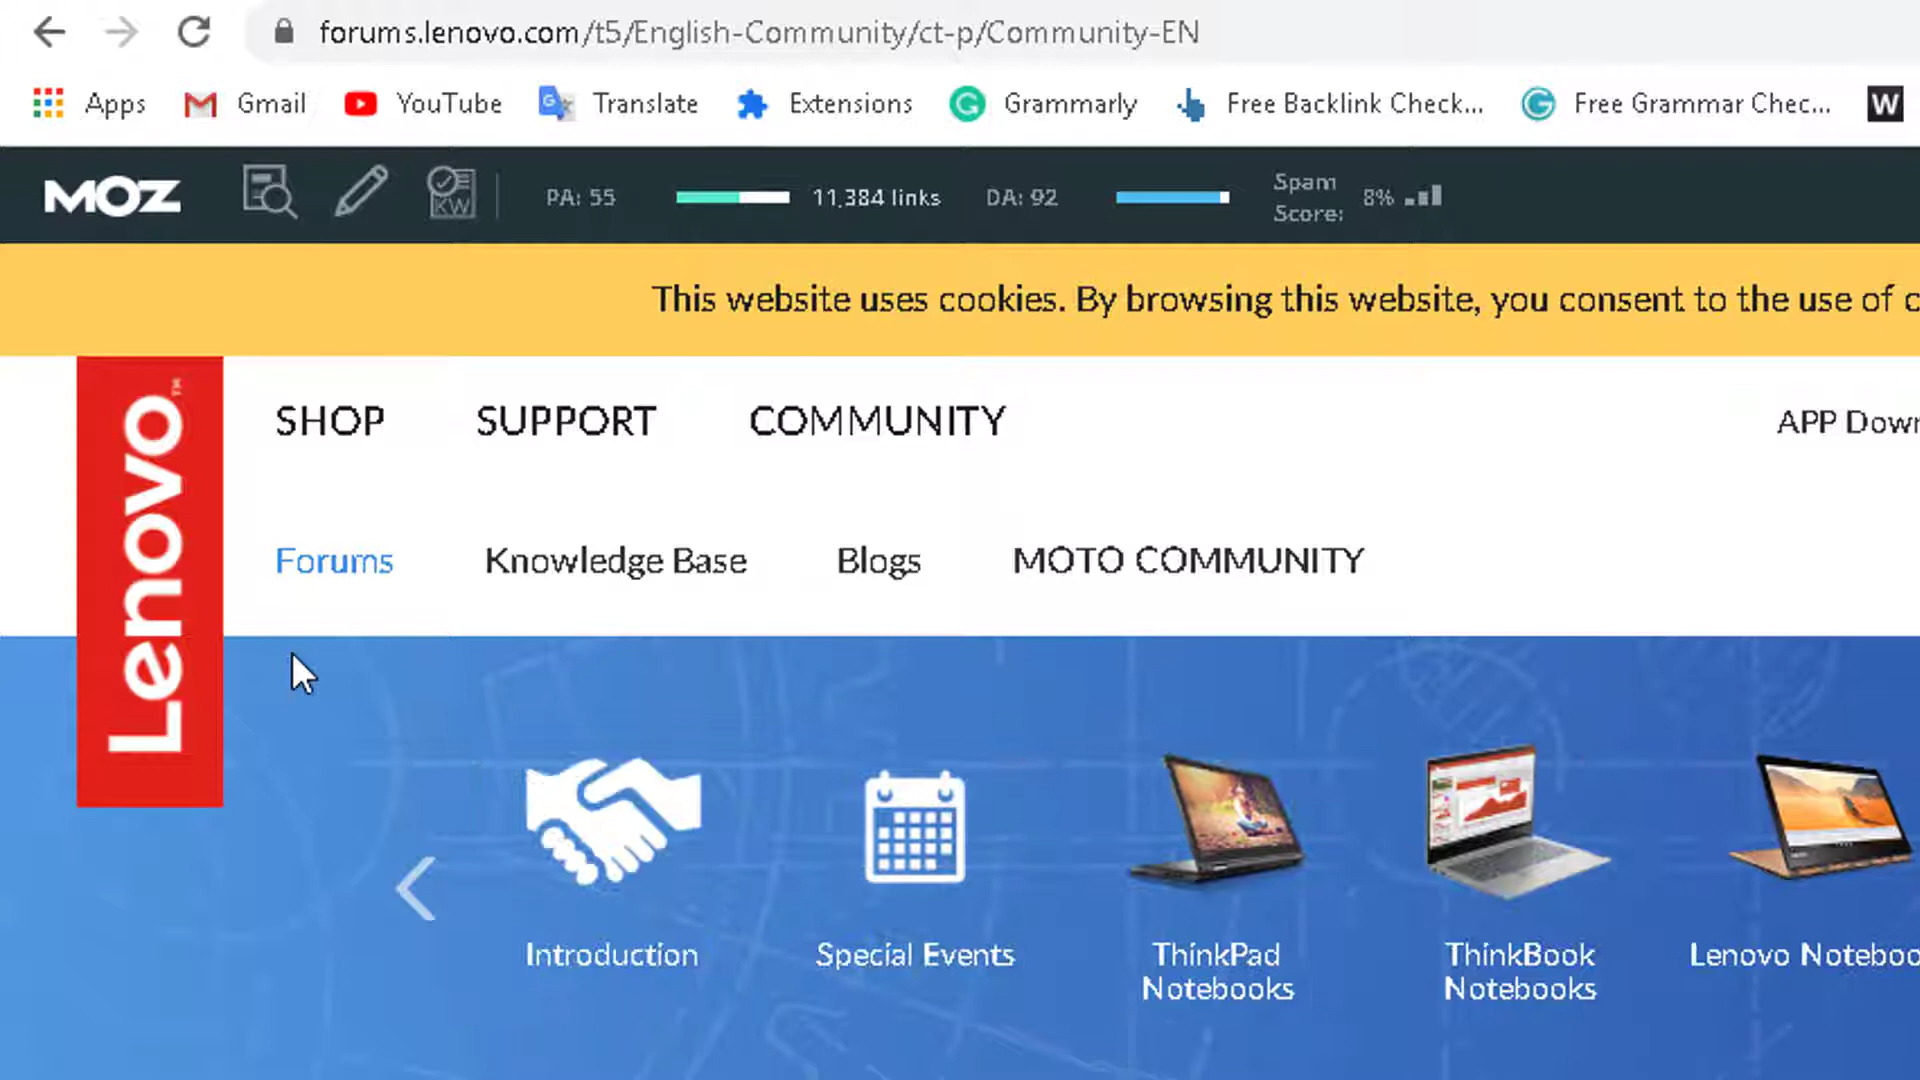 forums.lenovo.com/t5/English-Community/ct-p/Community-EN
Apps Gmail YouTube Translate Extensions Grammarly Free Backlink Check... Free Grammar Chec... W
MOZ KW PA: 55 11,384 links DA: 92 Spam Score: 8%
This website uses cookies. By browsing this website, you consent to the use of c
Lenovo™
SHOP SUPPORT COMMUNITY APP Down
Forums Knowledge Base Blogs MOTO COMMUNITY
Introduction Special Events ThinkPad ThinkBook Lenovo Noteboo
Notebooks Notebooks